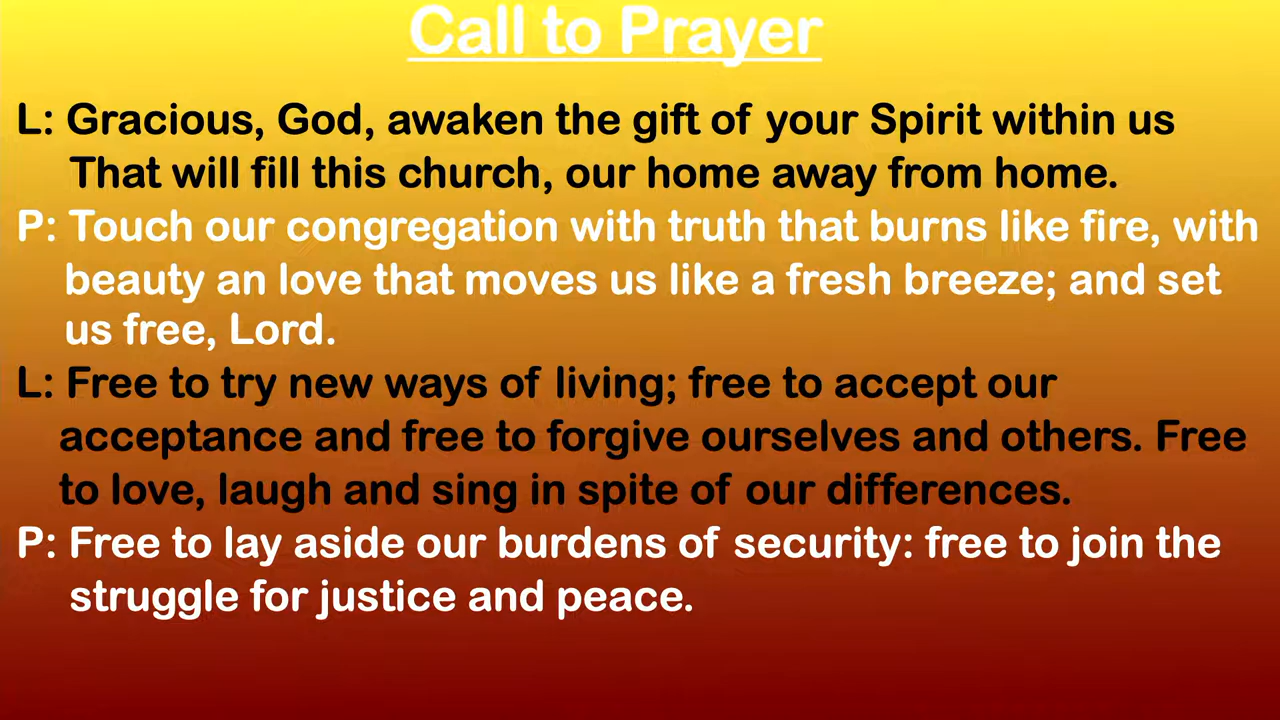 Call to Prayer
L: Gracious, God, awaken the gift of your Spirit within us
That will fill this church, our home away from home.
P: Touch our congregation with truth that burns like fire, with
beauty an love that moves us like a fresh breeze; and set
us free, Lord.
L: Free to try new ways of living; free to accept our
acceptance and free to forgive ourselves and others. Free
to love, laugh and sing in spite of our differences.
P: Free to lay aside our burdens of security: free to join the
struggle for justice and peace.